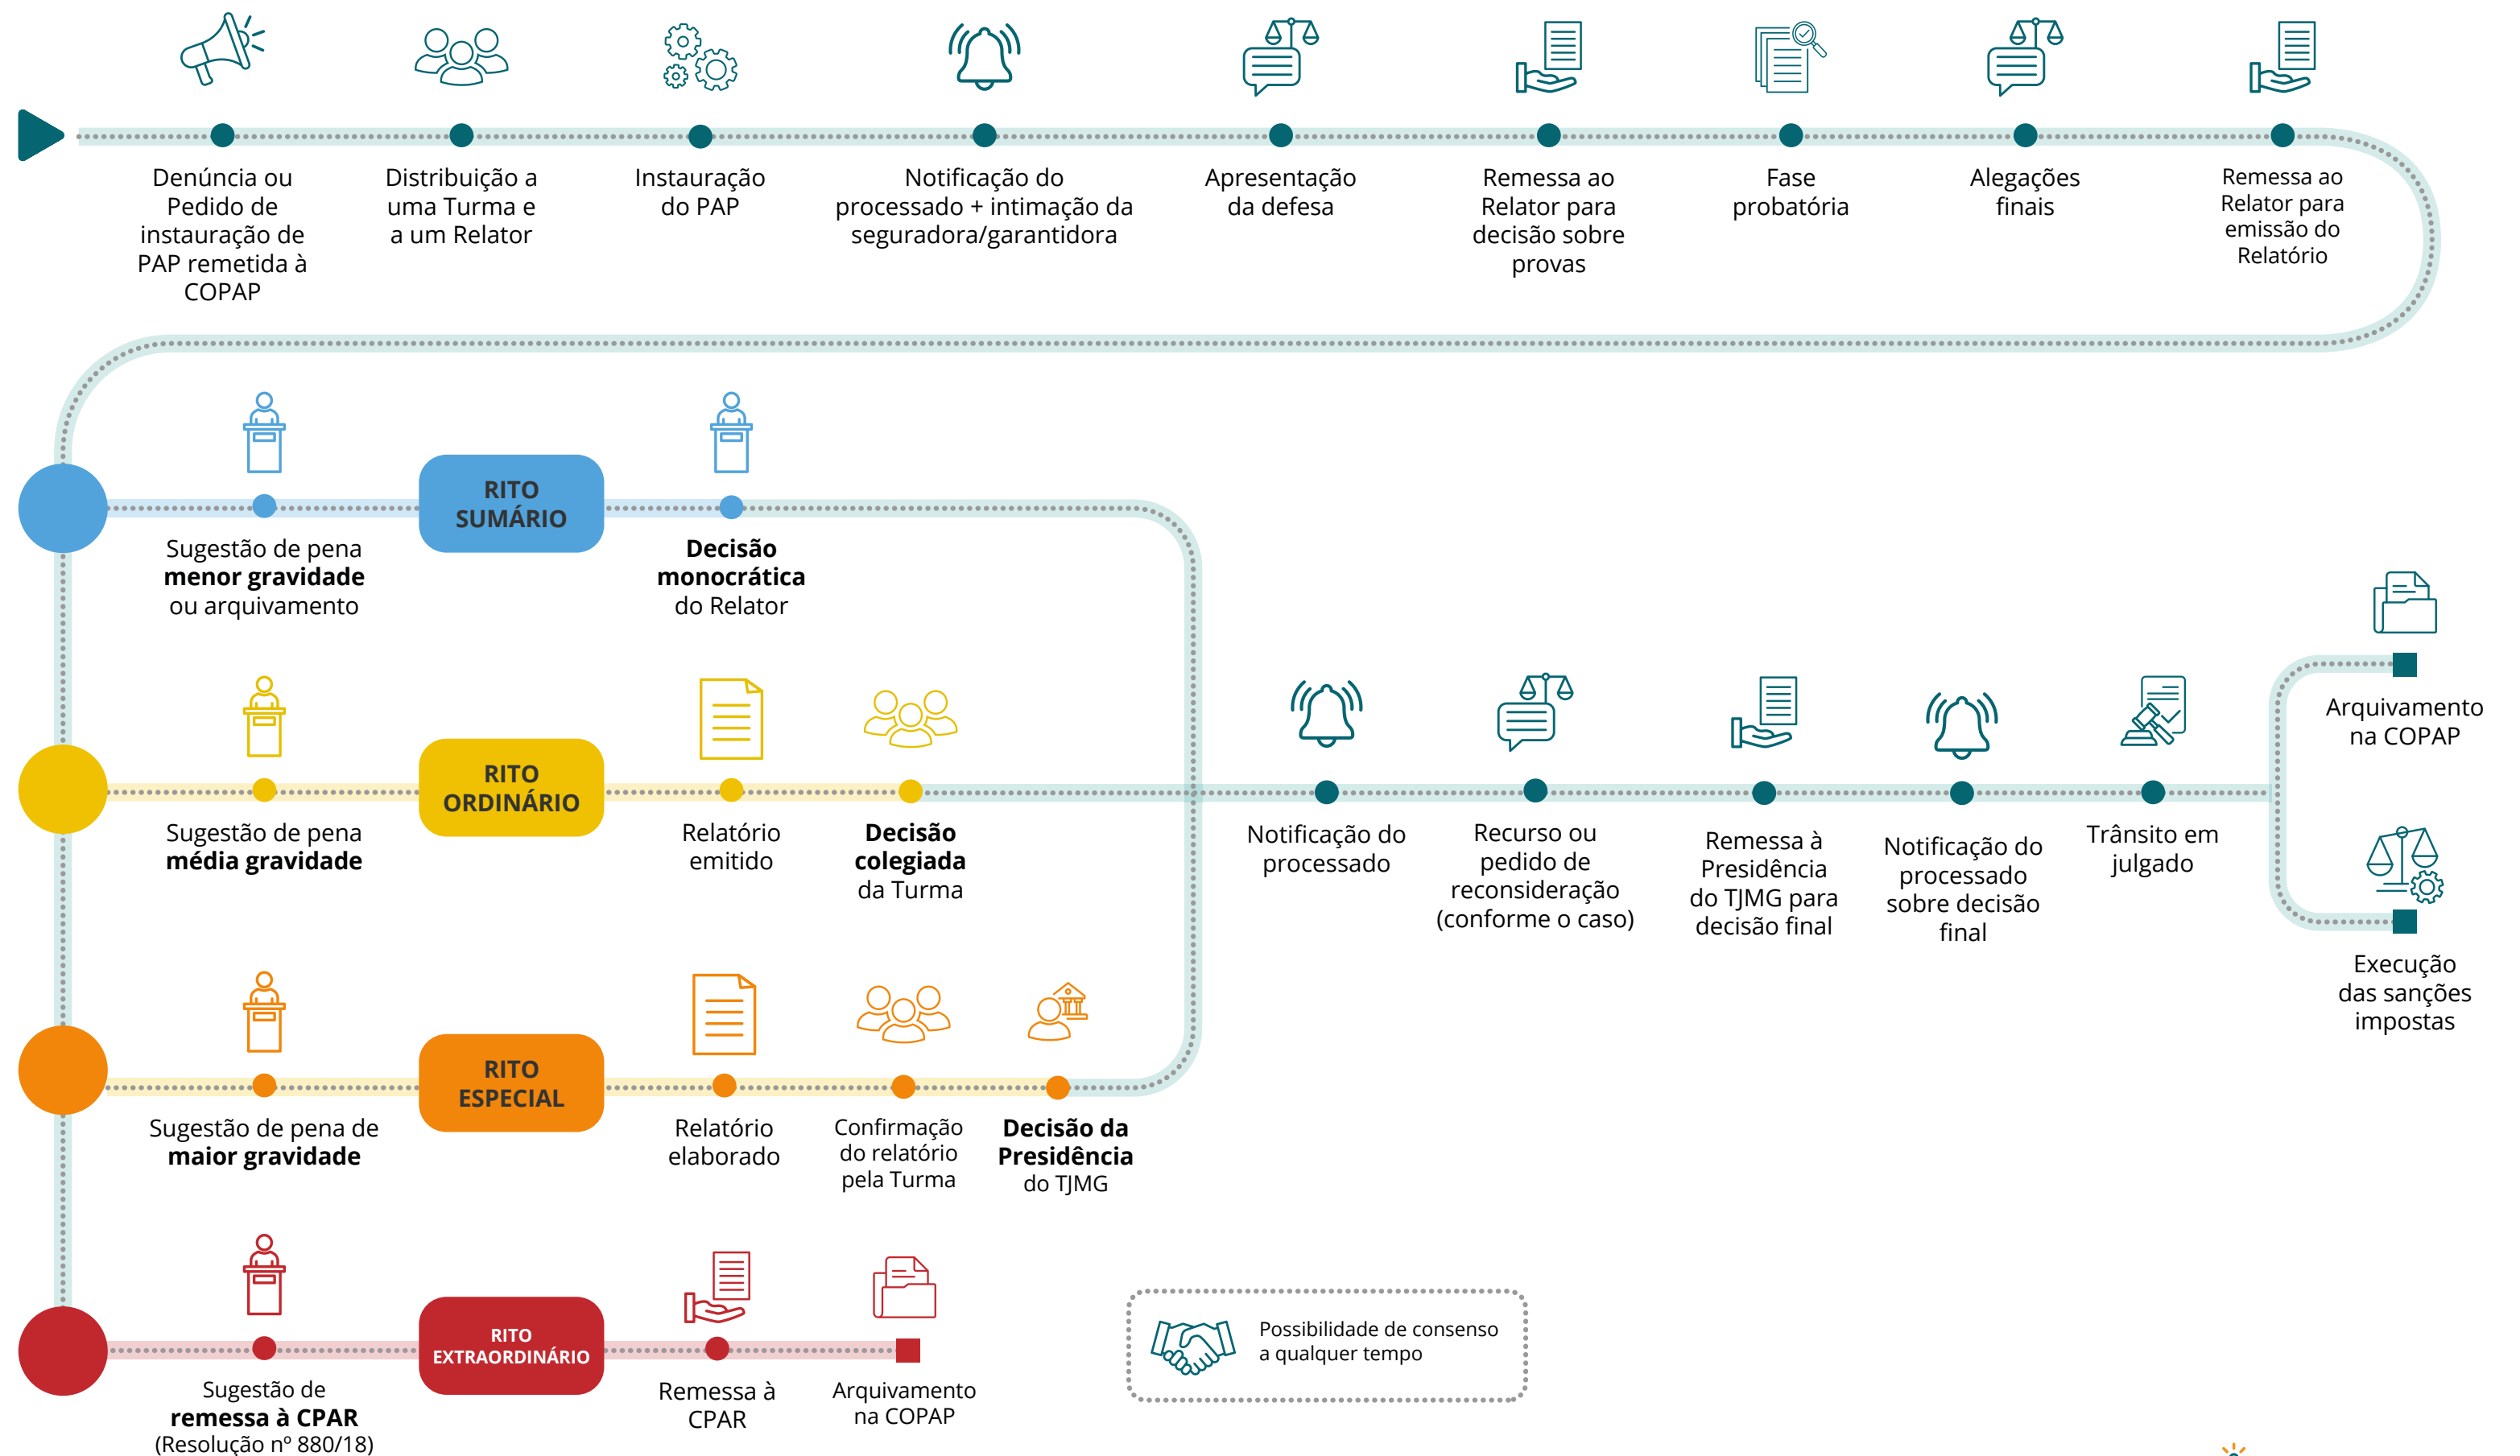 Denúncia ou
Pedido de
instauração de
PAP remetida à
COPAP
Distribuição a
uma Turma e
a um Relator
Instauração
do PAP
Notificação do
processado + intimação da
seguradora/garantidora
Apresentação
da defesa
Remessa ao
Relator para
decisão sobre
provas
Fase
probatória
Alegações
finais
Remessa ao
Relator para
emissão do
Relatório
Sugestão de pena
menor gravidade
ou arquivamento
RITO
SUMÁRIO
Decisão
monocrática
do Relator
Sugestão de pena
média gravidade
RITO
ORDINÁRIO
Relatório
emitido
Decisão
colegiada
da Turma
Notificação do
processado
Recurso ou
pedido de
reconsideração
(conforme o caso)
Remessa à
Presidência
do TJMG para
decisão final
Notificação do
processado
sobre decisão
final
Trânsito em
julgado
Arquivamento
na COPAP
Execução
das sanções
impostas
Sugestão de pena de
maior gravidade
RITO
ESPECIAL
Relatório
elaborado
Confirmação
do relatório
pela Turma
Decisão da
Presidência
do TJMG
Sugestão de
remessa à CPAR
(Resolução nº 880/18)
RITO
EXTRAORDINÁRIO
Remessa à
CPAR
Arquivamento
na COPAP
Possibilidade de consenso
a qualquer tempo